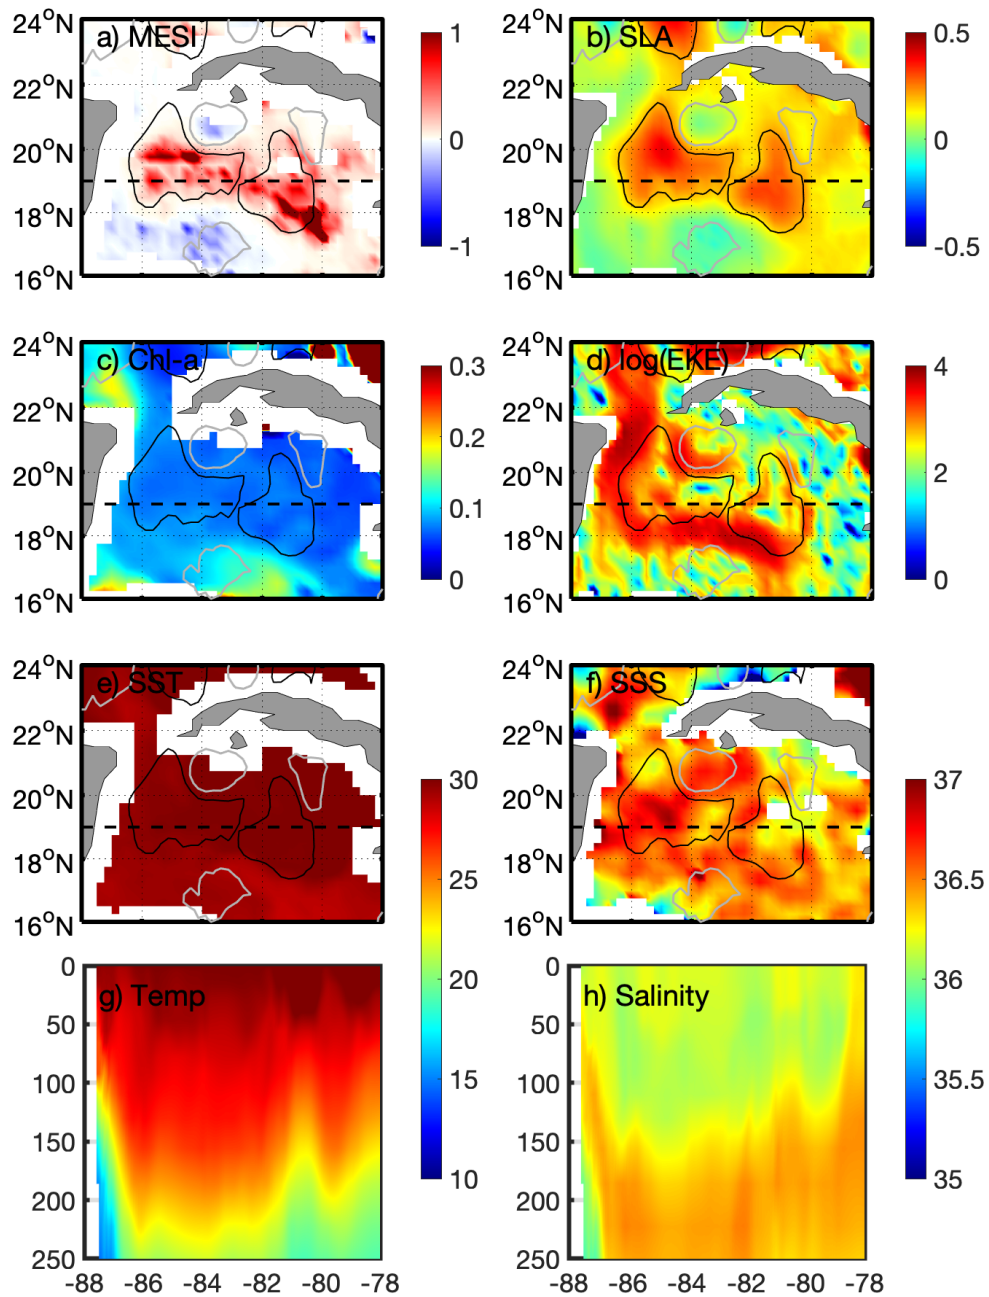 a) MESI
24°N
22°N
20°N
18°N
16°N
1
0
-1
b) SLA
24°N
22°N
20°N
18°N
16°N
0.5
0
-0.5
c) Chl-a
24°N
22°N
20°N
18°N
16°N
0.3
0.2
0.1
0
d) log(EKE)
24°N
22°N
20°N
18°N
16°N
4
2
0
e) SST
24°N
22°N
20°N
18°N
16°N
f) SSS
24°N
22°N
20°N
18°N
16°N
30
25
20
15
10
37
36.5
36
35.5
35
g) Temp
0
50
100
150
200
250
-88 -86 -84 -82 -80 -78
h) Salinity
0
50
100
150
200
250
-88 -86 -84 -82 -80 -78